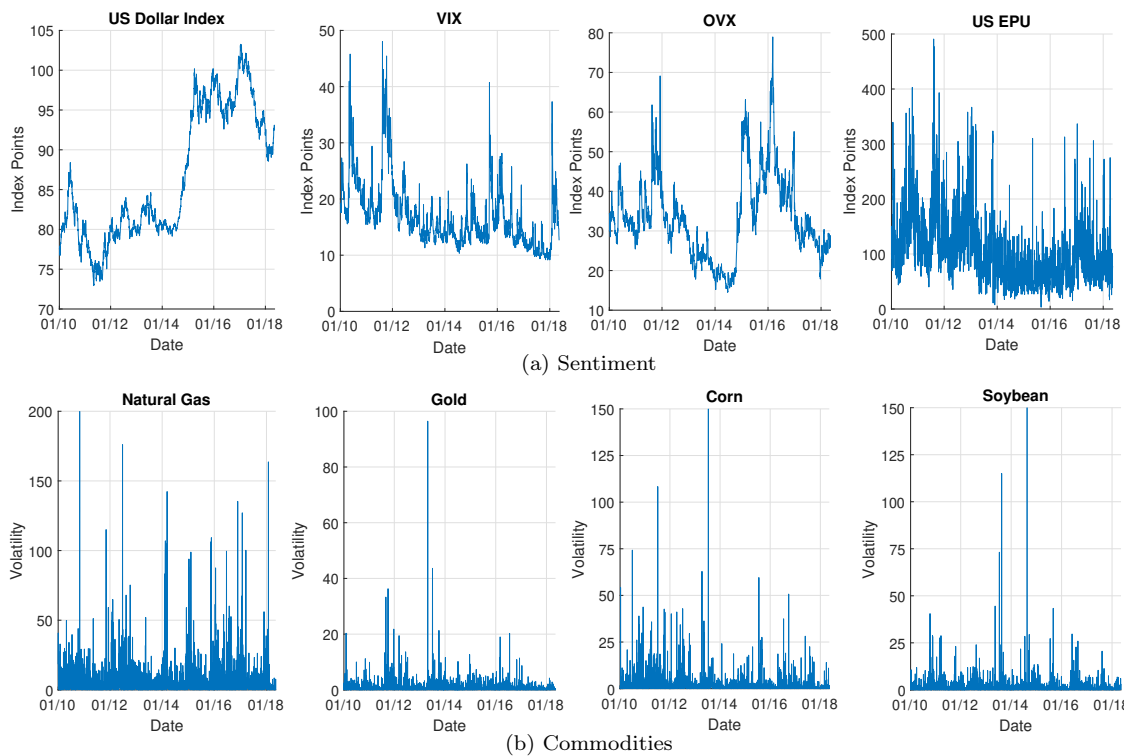 US Dollar Index
105
100
95
90
85
80
75
70
Index Points
01/10 01/12 01/14 01/16 01/18
Date
VIX
50
40
30
20
10
0
Index Points
01/10 01/12 01/14 01/16 01/18
Date
OVX
80
70
60
50
40
30
20
10
Index Points
01/10 01/12 01/14 01/16 01/18
Date
US EPU
500
400
300
200
100
0
Index Points
01/10 01/12 01/14 01/16 01/18
Date
(a) Sentiment
Natural Gas
200
150
100
50
0
Volatility
01/10 01/12 01/14 01/16 01/18
Date
Gold
100
80
60
40
20
0
Volatility
01/10 01/12 01/14 01/16 01/18
Date
Corn
150
125
100
75
50
25
0
Volatility
01/10 01/12 01/14 01/16 01/18
Date
Soybean
150
125
100
75
50
25
0
Volatility
01/10 01/12 01/14 01/16 01/18
Date
(b) Commodities